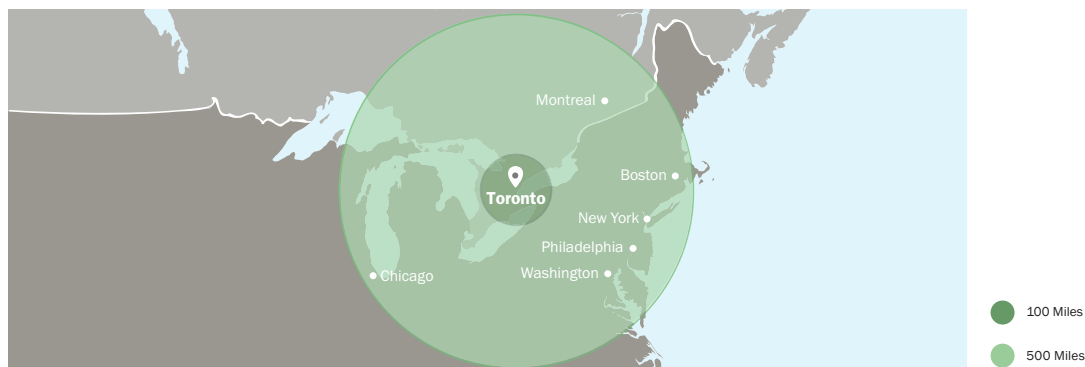 Montreal
Boston
Toronto
New York
Philadelphia
Washington
Chicago
100 Miles
500 Miles